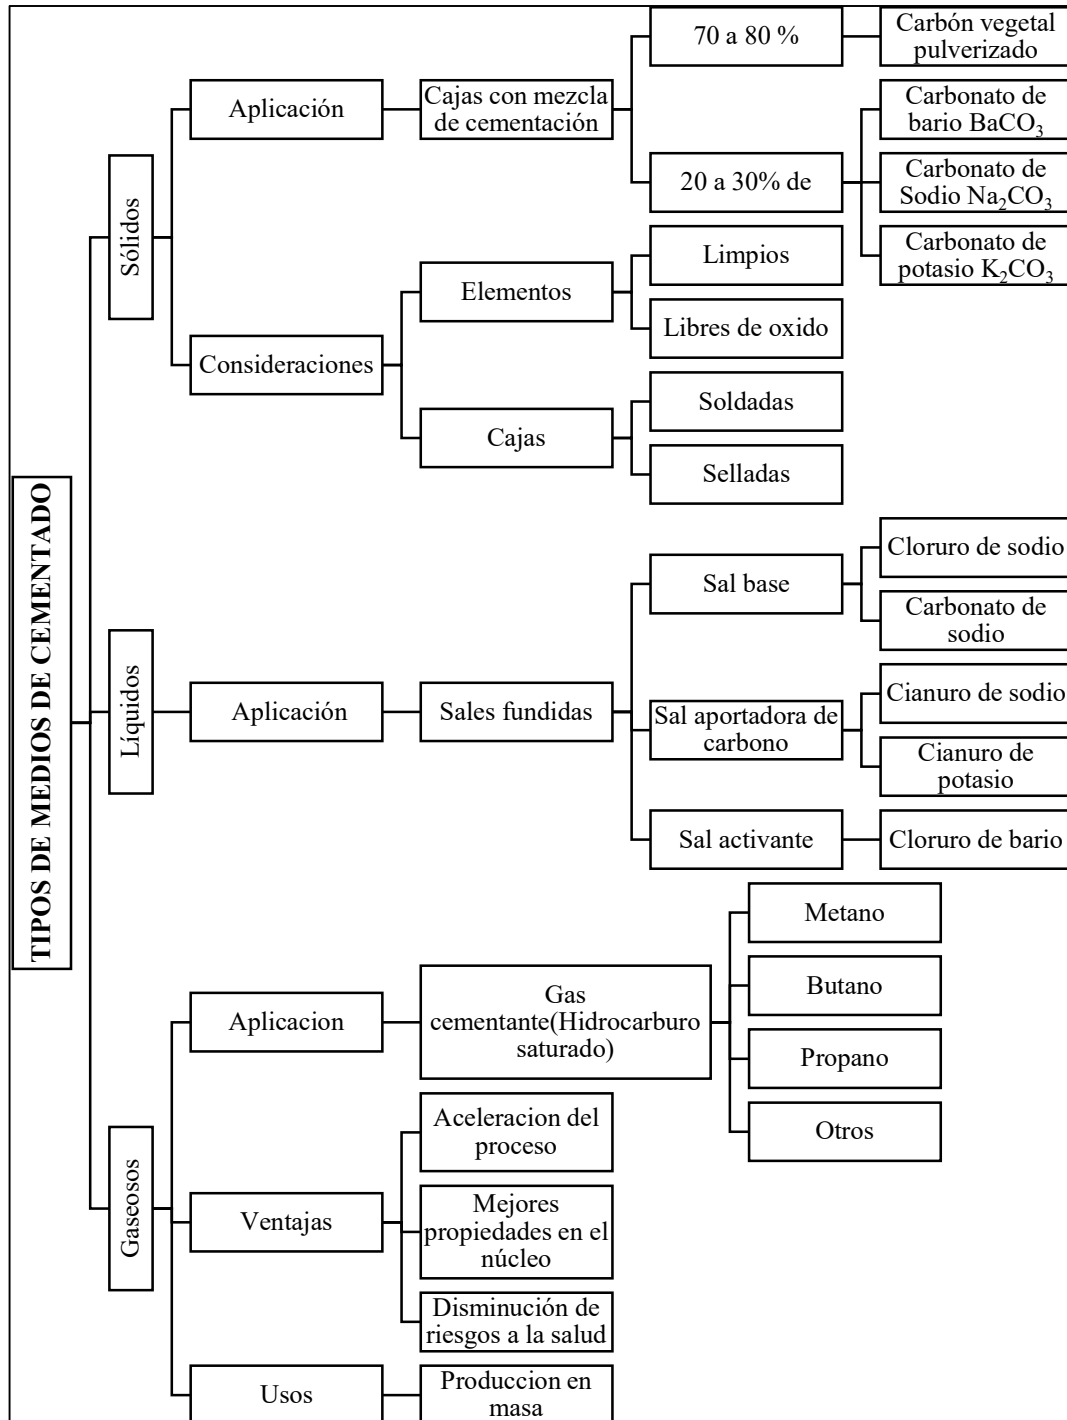 TIPOS DE MEDIOS DE CEMENTADO
Sólidos
Aplicación
Cajas con mezcla
de cementación
70 a 80 %
Carbón vegetal
pulverizado
20 a 30% de
Carbonato de
bario BaCO₃
Carbonato de
Sodio Na₂CO₃
Carbonato de
potasio K₂CO₃
Consideraciones
Elementos
Limpios
Libres de oxido
Cajas
Soldadas
Selladas
Líquidos
Aplicación
Sales fundidas
Sal base
Cloruro de sodio
Carbonato de
sodio
Sal aportadora de
carbono
Cianuro de sodio
Cianuro de
potasio
Sal activante
Cloruro de bario
Gaseosos
Aplicacion
Gas
cementante(Hidrocarburo
saturado)
Metano
Butano
Propano
Otros
Ventajas
Aceleracion del
proceso
Mejores
propiedades en el
núcleo
Disminución de
riesgos a la salud
Usos
Produccion en
masa